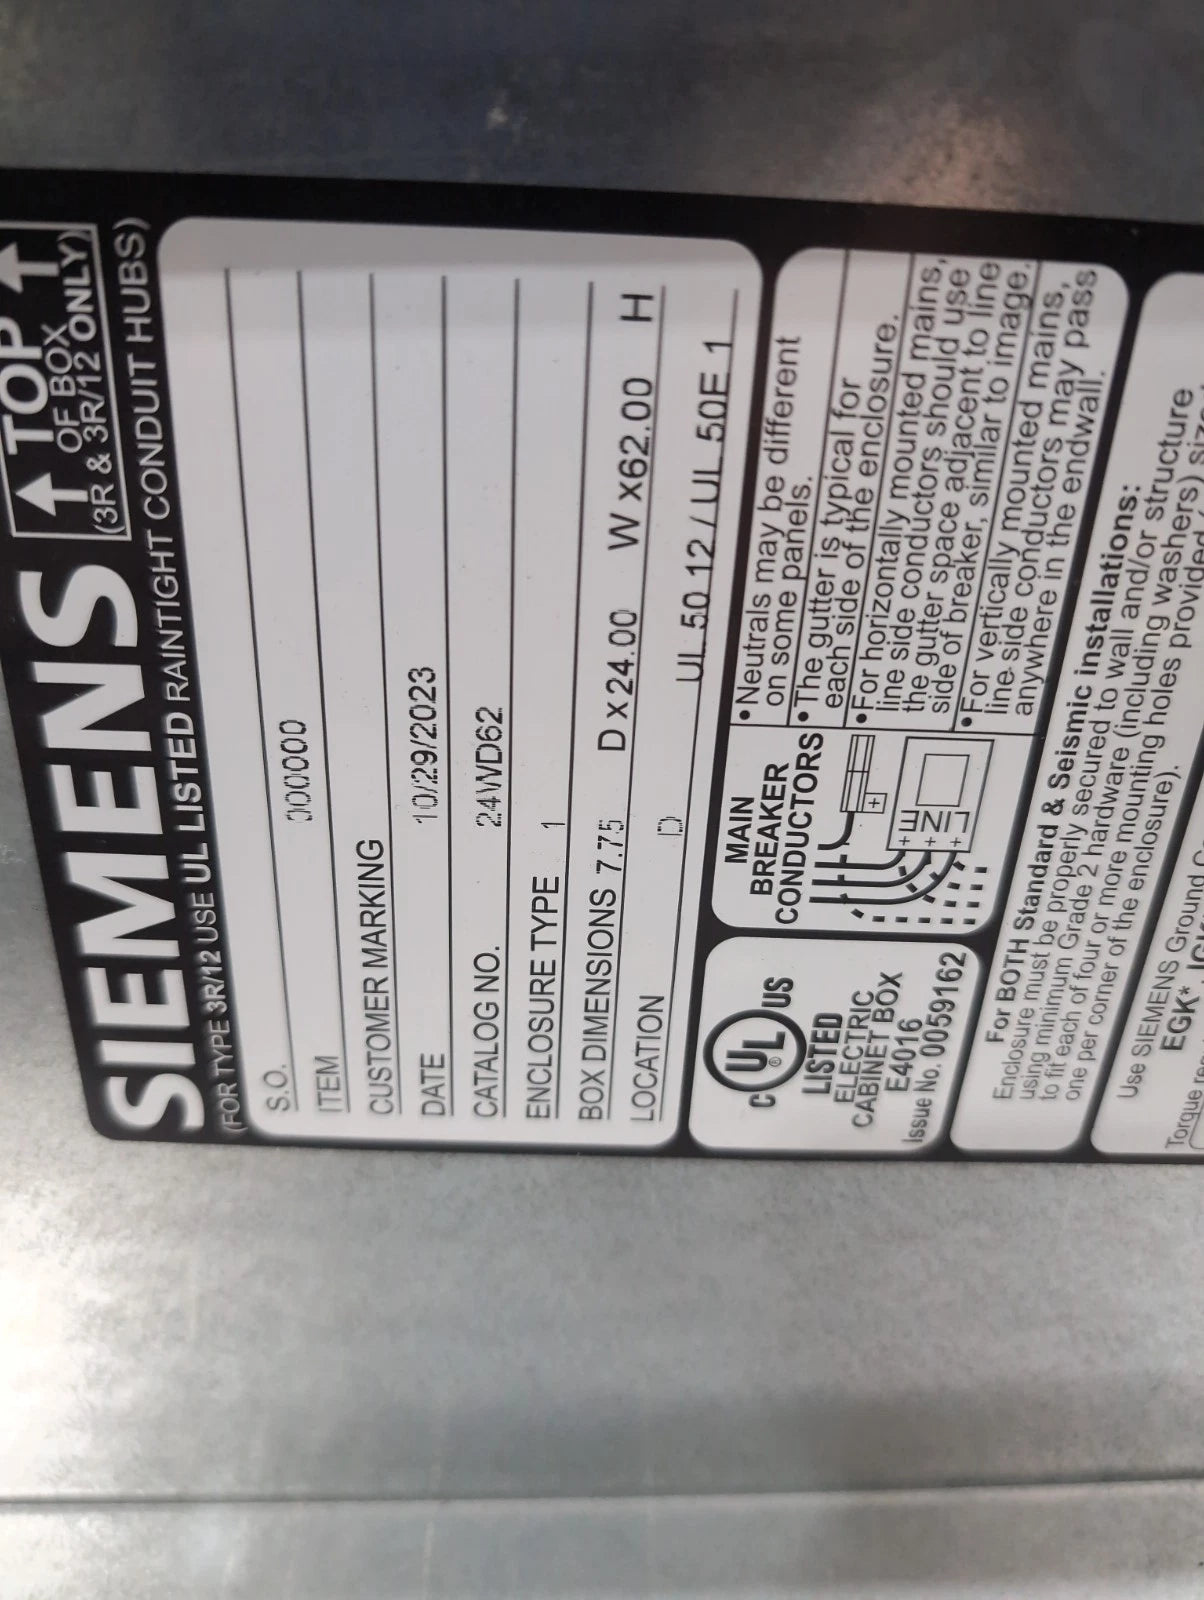 SIEMENS
TOP
OF BOX
(3R & 3R/12 ONLY)
(FOR TYPE 3R/12 USE UL LISTED RAINTIGHT CONDUIT HUBS)
S.O. 000000
ITEM
CUSTOMER MARKING
DATE 10/29/2023
CATALOG NO. 24WD62
ENCLOSURE TYPE 1
BOX DIMENSIONS 7.75 D x 24.00 W x62.00 H
LOCATION D
UL 50 12 / UL 50E 1
C UL US
®
LISTED
ELECTRIC
CABINET BOX
E4016
Issue No. 0059162
MAIN
BREAKER
CONDUCTORS
E
N
L
•Neutrals may be different
on some panels.
•The gutter is typical for
each side of the enclosure.
•For horizontally mounted mains,
line side conductors should use
the gutter space adjacent to line
side of breaker, similar to image.
•For vertically mounted mains,
line side conductors may pass
anywhere in the endwall.
For BOTH Standard & Seismic installations:
Enclosure must be properly secured to wall and/or structure
using minimum Grade 2 hardware (including washers)
to fit each of four or more mounting holes provided
one per corner of the enclosure).
Use SIEMENS Ground
EGK*
Torque